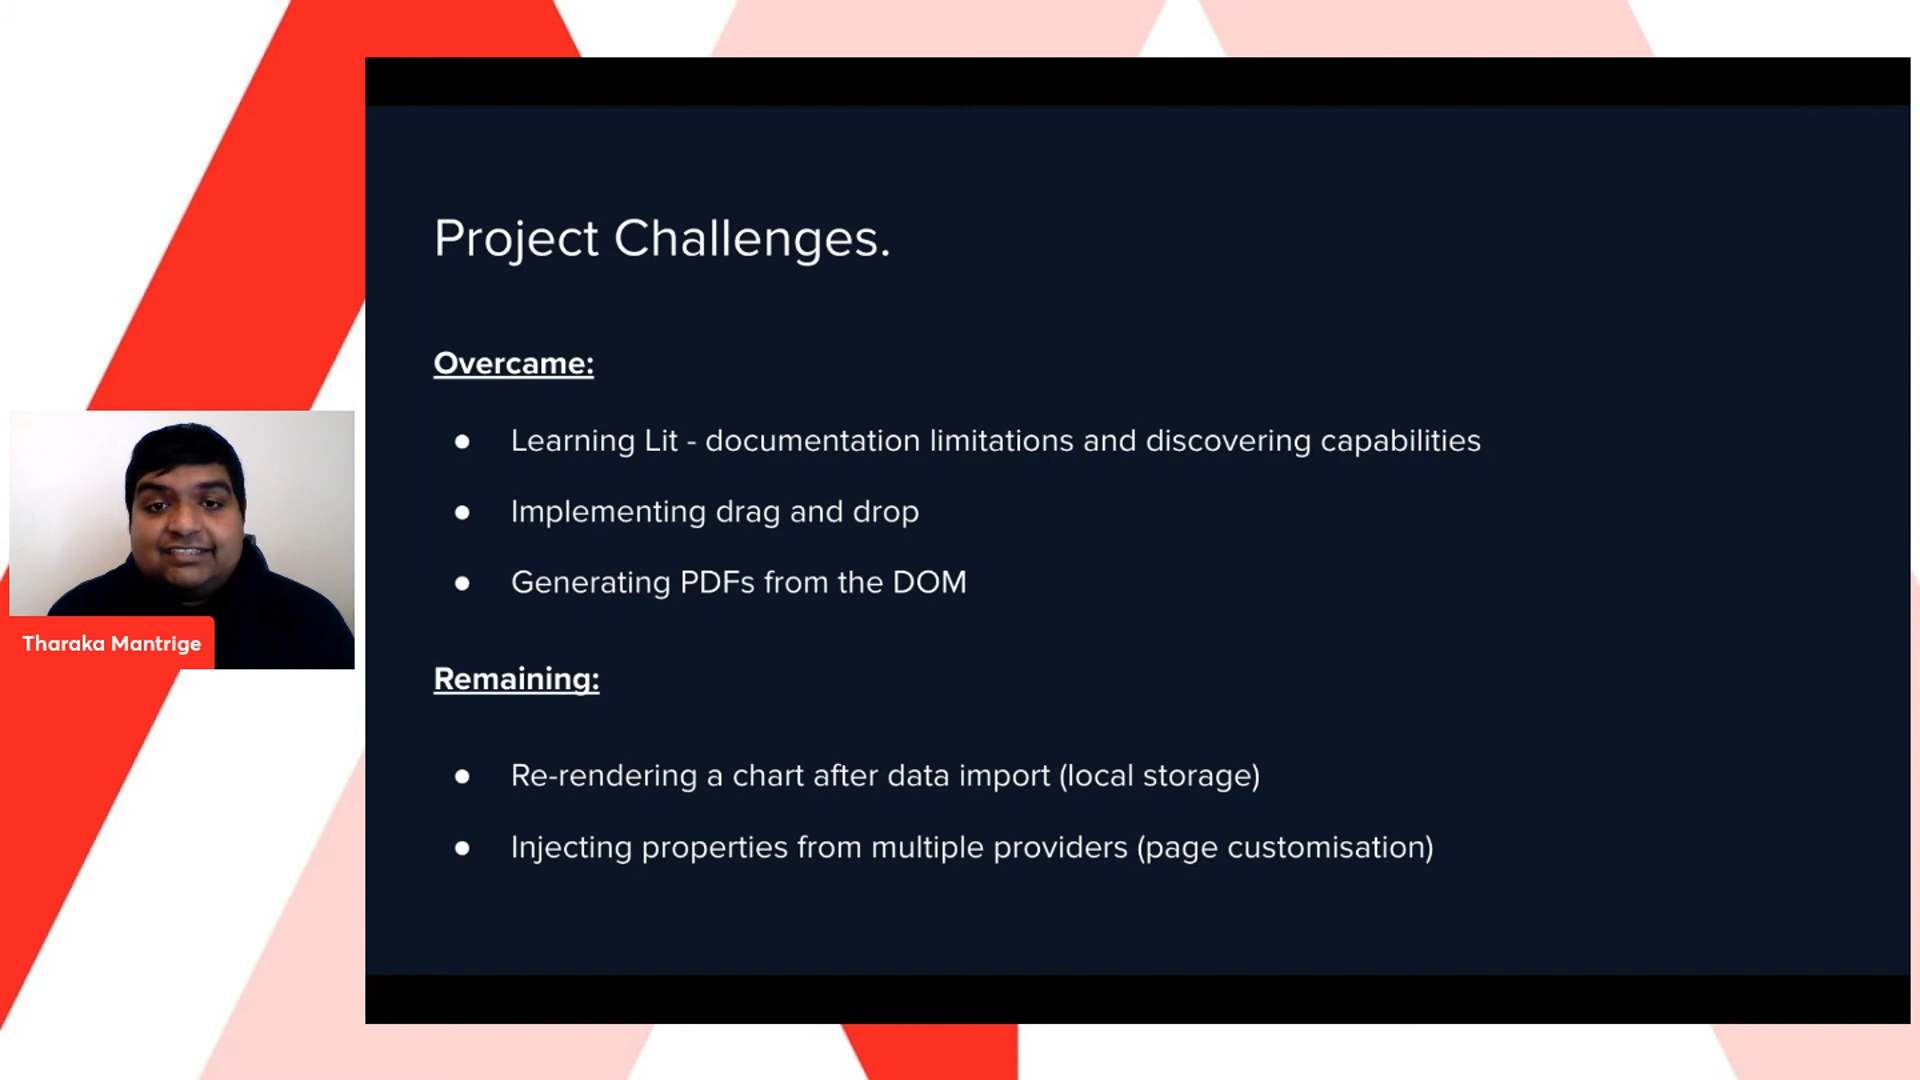 Project Challenges.
Overcame:
● Learning Lit - documentation limitations and discovering capabilities
● Implementing drag and drop
● Generating PDFs from the DOM
Remaining:
● Re-rendering a chart after data import (local storage)
● Injecting properties from multiple providers (page customisation)
Tharaka Mantrige